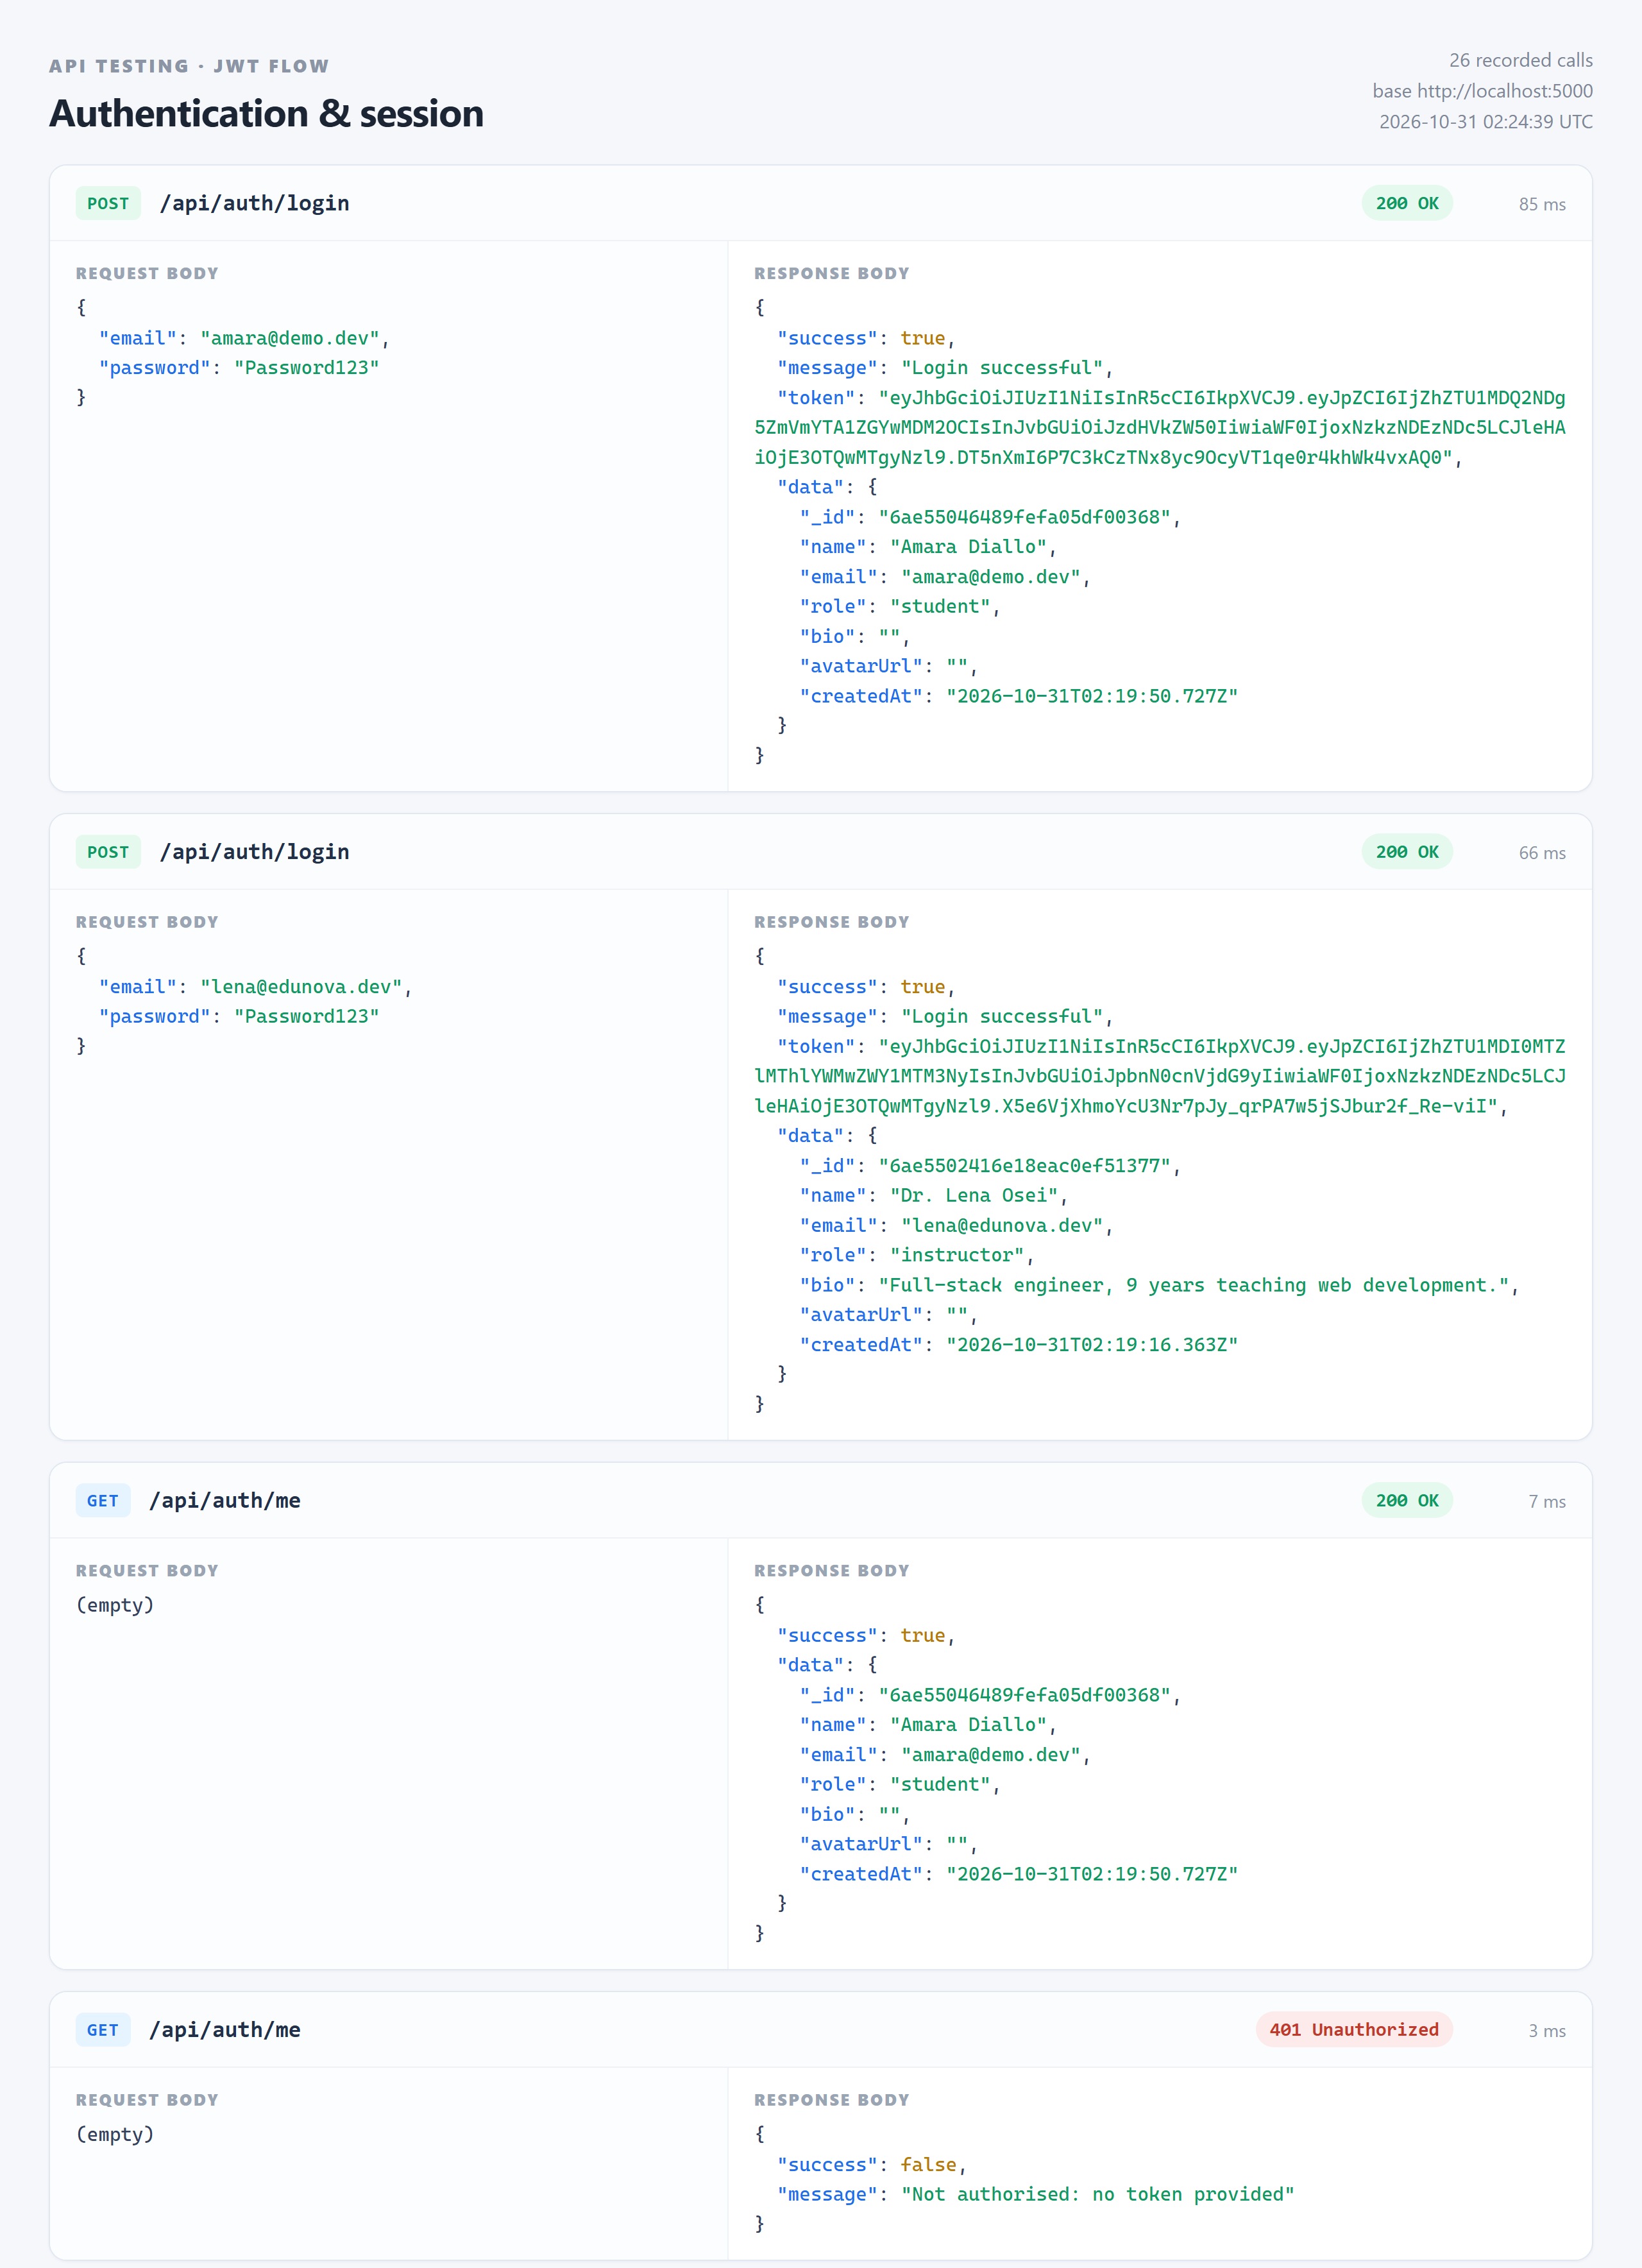 API TESTING · JWT FLOW
Authentication & session
26 recorded calls
base http://localhost:5000
2026-10-31 02:24:39 UTC
POST /api/auth/login 200 OK 85 ms
REQUEST BODY
{
  "email": "amara@demo.dev",
  "password": "Password123"
}
RESPONSE BODY
{
  "success": true,
  "message": "Login successful",
  "token": "eyJhbGciOiJIUzI1NiIsInR5cCI6IkpXVCJ9.eyJpZCI6IjZhZTU1MDQ2NDg
5ZmVmYTA1ZGYwMDM2OCIsInJvbGUiOiJzdHVkZW50IiwiaWF0IjoxNzkzNDEzNDc5LCJleHA
iOjE3OTQwMTgyNzl9.DT5nXmI6P7C3kCzTNx8yc9OcyVT1qe0r4khWk4vxAQ0",
  "data": {
    "_id": "6ae55046489fefa05df00368",
    "name": "Amara Diallo",
    "email": "amara@demo.dev",
    "role": "student",
    "bio": "",
    "avatarUrl": "",
    "createdAt": "2026-10-31T02:19:50.727Z"
  }
}
POST /api/auth/login 200 OK 66 ms
REQUEST BODY
{
  "email": "lena@edunova.dev",
  "password": "Password123"
}
RESPONSE BODY
{
  "success": true,
  "message": "Login successful",
  "token": "eyJhbGciOiJIUzI1NiIsInR5cCI6IkpXVCJ9.eyJpZCI6IjZhZTU1MDI0MTZ
lMThlYWMwZWY1MTM3NyIsInJvbGUiOiJpbnN0cnVjdG9yIiwiaWF0IjoxNzkzNDEzNDc5LCJ
leHAiOjE3OTQwMTgyNzl9.X5e6VjXhmoYcU3Nr7pJy_qrPA7w5jSJbur2f_Re-viI",
  "data": {
    "_id": "6ae5502416e18eac0ef51377",
    "name": "Dr. Lena Osei",
    "email": "lena@edunova.dev",
    "role": "instructor",
    "bio": "Full-stack engineer, 9 years teaching web development.",
    "avatarUrl": "",
    "createdAt": "2026-10-31T02:19:16.363Z"
  }
}
GET /api/auth/me 200 OK 7 ms
REQUEST BODY
(empty)
RESPONSE BODY
{
  "success": true,
  "data": {
    "_id": "6ae55046489fefa05df00368",
    "name": "Amara Diallo",
    "email": "amara@demo.dev",
    "role": "student",
    "bio": "",
    "avatarUrl": "",
    "createdAt": "2026-10-31T02:19:50.727Z"
  }
}
GET /api/auth/me 401 Unauthorized 3 ms
REQUEST BODY
(empty)
RESPONSE BODY
{
  "success": false,
  "message": "Not authorised: no token provided"
}